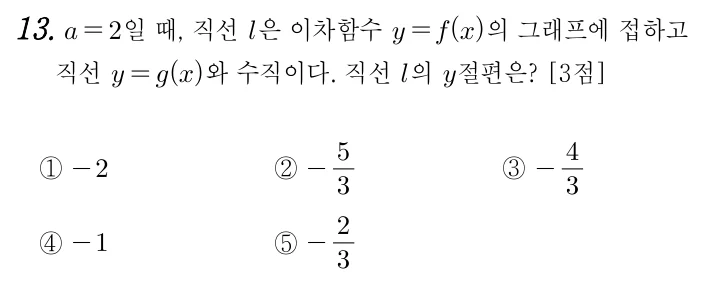 13. a=2일 때, 직선 l은 이차함수 y=f(x)의 그래프에 접하고
직선 y=g(x)와 수직이다. 직선 l의 y절편은? [3점]
① -2 ② -5/3 ③ -4/3
④ -1 ⑤ -2/3